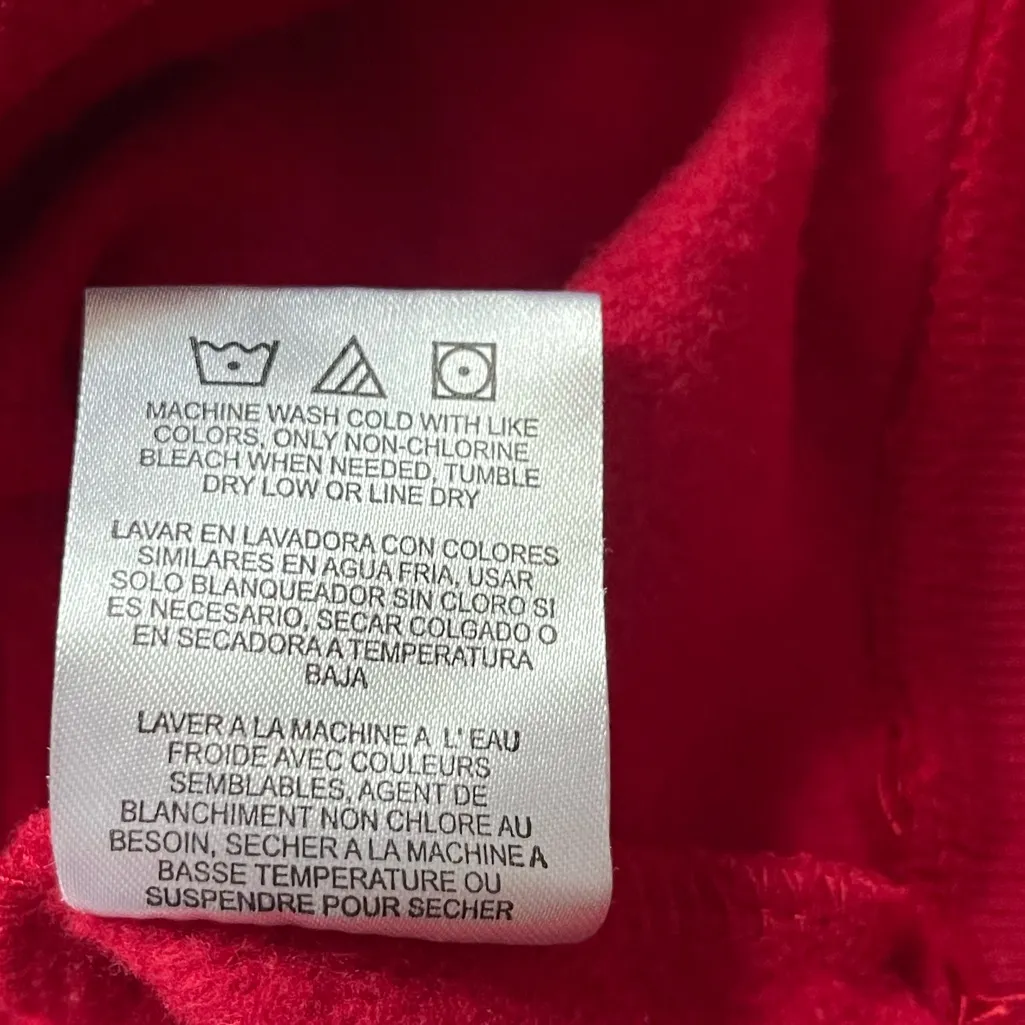 MACHINE WASH COLD WITH LIKE
COLORS, ONLY NON-CHLORINE
BLEACH WHEN NEEDED, TUMBLE
DRY LOW OR LINE DRY
LAVAR EN LAVADORA CON COLORES
SIMILARES EN AGUA FRIA, USAR
SOLO BLANQUEADOR SIN CLORO SI
ES NECESARIO, SECAR COLGADO O
EN SECADORA A TEMPERATURA
BAJA
LAVER A LA MACHINE A L'EAU
FROIDE AVEC COULEURS
SEMBLABLES, AGENT DE
BLANCHIMENT NON CHLORE AU
BESOIN, SECHER A LA MACHINE A
BASSE TEMPERATURE OU
SUSPENDRE POUR SECHER